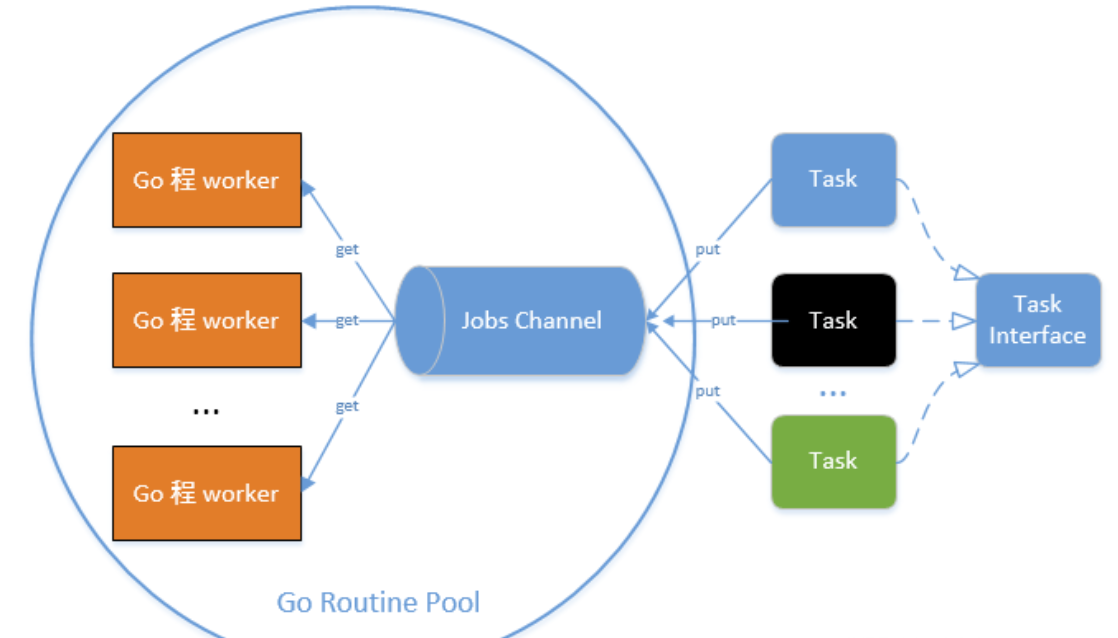 Go 程 worker
Task
get
put
Go 程 worker
get
Jobs Channel
put
Task
Task
Interface
...
get
put
...
Go 程 worker
Task
Go Routine Pool